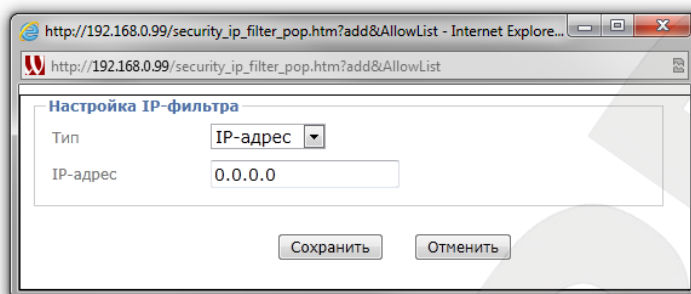 http://192.168.0.99/security_ip_filter_pop.htm?add&AllowList - Internet Explore...
http://192.168.0.99/security_ip_filter_pop.htm?add&AllowList
Настройка IP-фильтра
Тип IP-адрес
IP-адрес 0.0.0.0
Сохранить Отменить